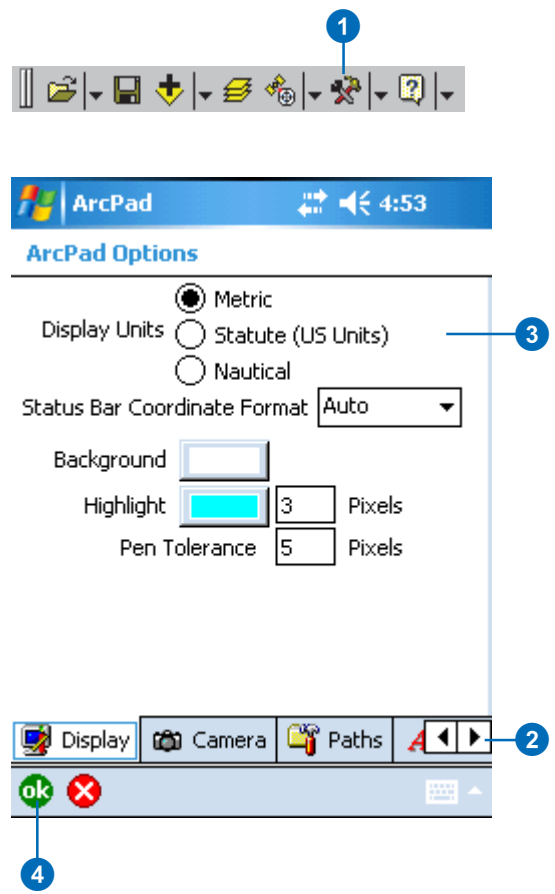 1
ArcPad 4:53
ArcPad Options
Metric
Display Units Statute (US Units) 3
Nautical
Status Bar Coordinate Format Auto
Background
Highlight 3 Pixels
Pen Tolerance 5 Pixels
Display Camera Paths A 2
ok
4